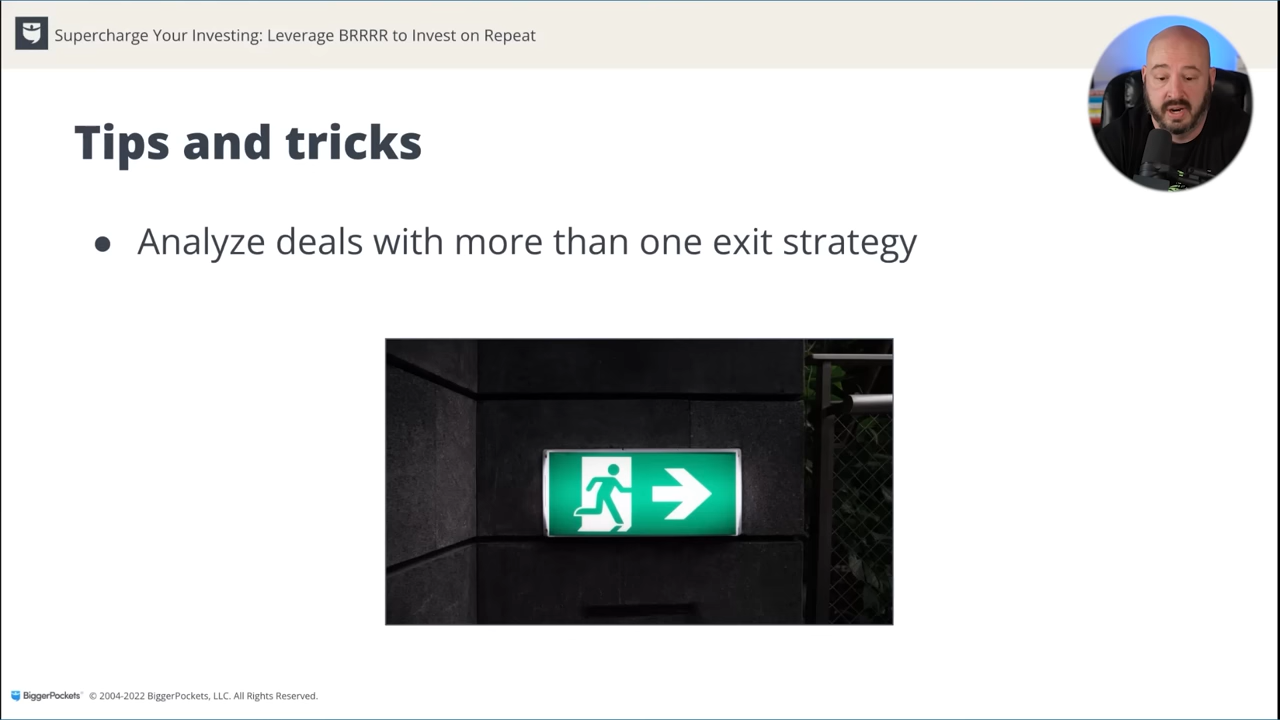 Supercharge Your Investing: Leverage BRRRR to Invest on Repeat
Tips and tricks
● Analyze deals with more than one exit strategy
BiggerPockets © 2004-2022 BiggerPockets, LLC. All Rights Reserved.